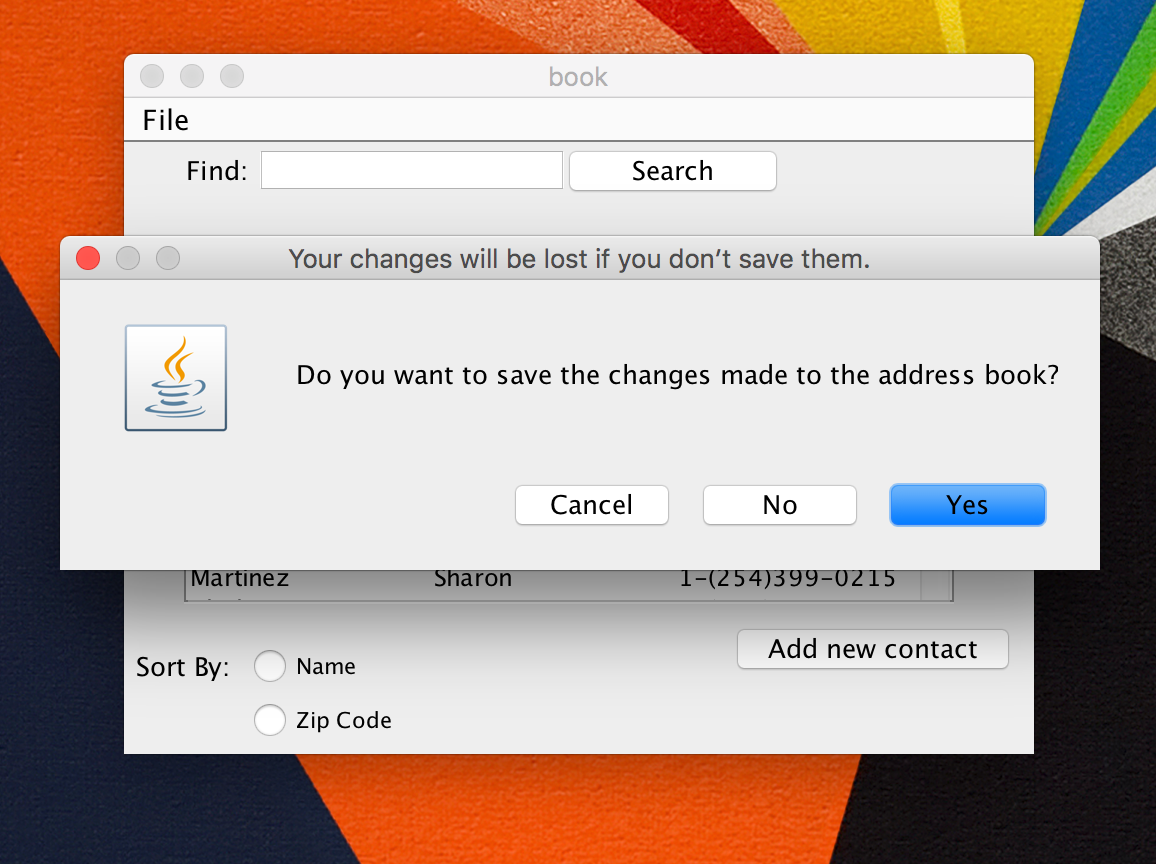 book
File
Find: Search
Your changes will be lost if you don’t save them.
Do you want to save the changes made to the address book?
Cancel No Yes
Martinez Sharon 1-(254)399-0215
Add new contact
Sort By: Name
Zip Code